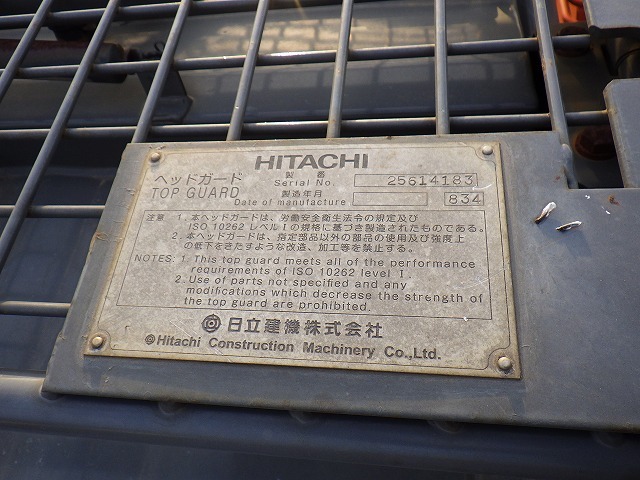 HITACHI
ヘッドガード
TOP GUARD
製 番
Serial No. 25614183
製造年月
Date of manufacture 834
注意 1. 本ヘッドガードは、労働安全衛生法令の規定及び
ISO 10262 レベル I の規格に基づき製造されたものである。
2. 本ヘッドガードは、指定部品以外の部品の使用及び強度上
の低下をきたすような改造、加工等を禁止する。
NOTES: 1. This top guard meets all of the performance
requirements of ISO 10262 level I.
2. Use of parts not specified and any
modifications which decrease the strength of
the top guard are prohibited.
日立建機株式会社
©Hitachi Construction Machinery Co.,Ltd.